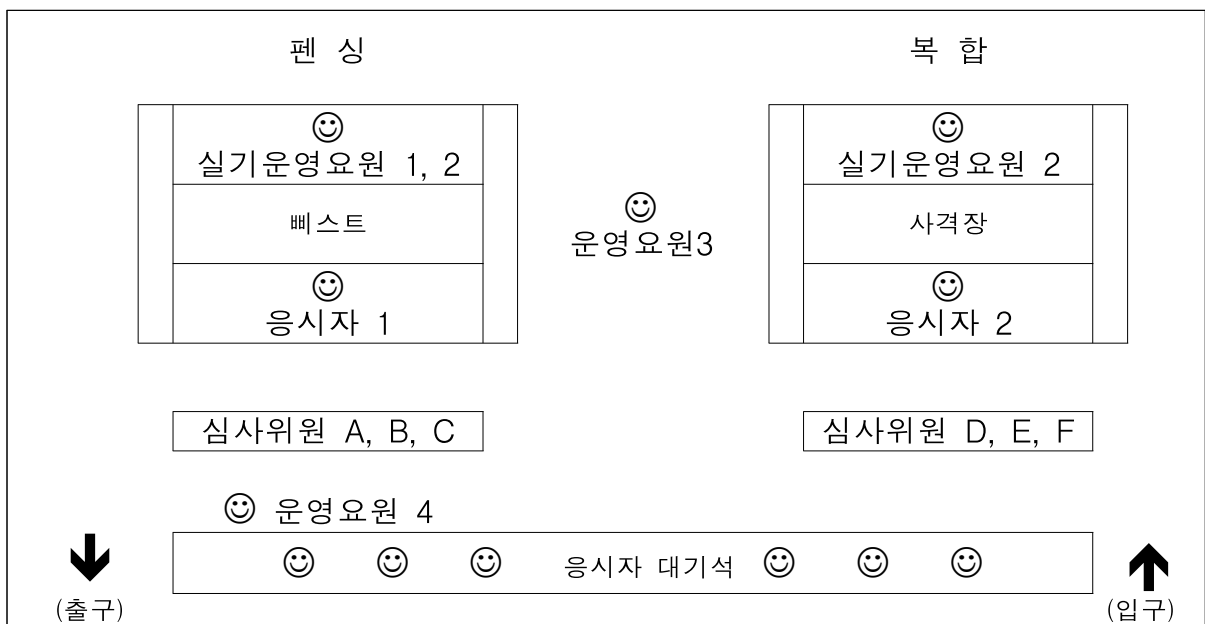 펜 싱
복 합
실기운영요원 1, 2
삐스트
응시자 1
운영요원3
실기운영요원 2
사격장
응시자 2
심사위원 A, B, C
심사위원 D, E, F
운영요원 4
응시자 대기석
(출구)
(입구)